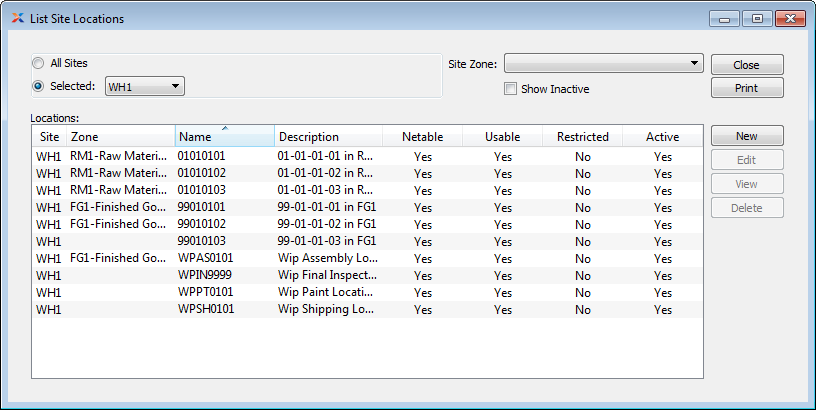 List Site Locations
All Sites
Selected: WH1
Site Zone:
Show Inactive
Close
Print
Locations:
Site Zone Name Description Netable Usable Restricted Active
WH1 RM1-Raw Materi... 01010101 01-01-01-01 in R... Yes Yes No Yes
WH1 RM1-Raw Materi... 01010102 01-01-01-02 in R... Yes Yes No Yes
WH1 RM1-Raw Materi... 01010103 01-01-01-03 in R... Yes Yes No Yes
WH1 FG1-Finished Go... 99010101 99-01-01-01 in FG1 Yes Yes No Yes
WH1 FG1-Finished Go... 99010102 99-01-01-02 in FG1 Yes Yes No Yes
WH1 99010103 99-01-01-03 in FG1 Yes Yes No Yes
WH1 FG1-Finished Go... WPAS0101 Wip Assembly Lo... Yes Yes No Yes
WH1 WPIN9999 Wip Final Inspect... Yes Yes No Yes
WH1 WPPT0101 Wip Paint Locati... Yes Yes No Yes
WH1 WPSH0101 Wip Shipping Lo... Yes Yes No Yes
New
Edit
View
Delete